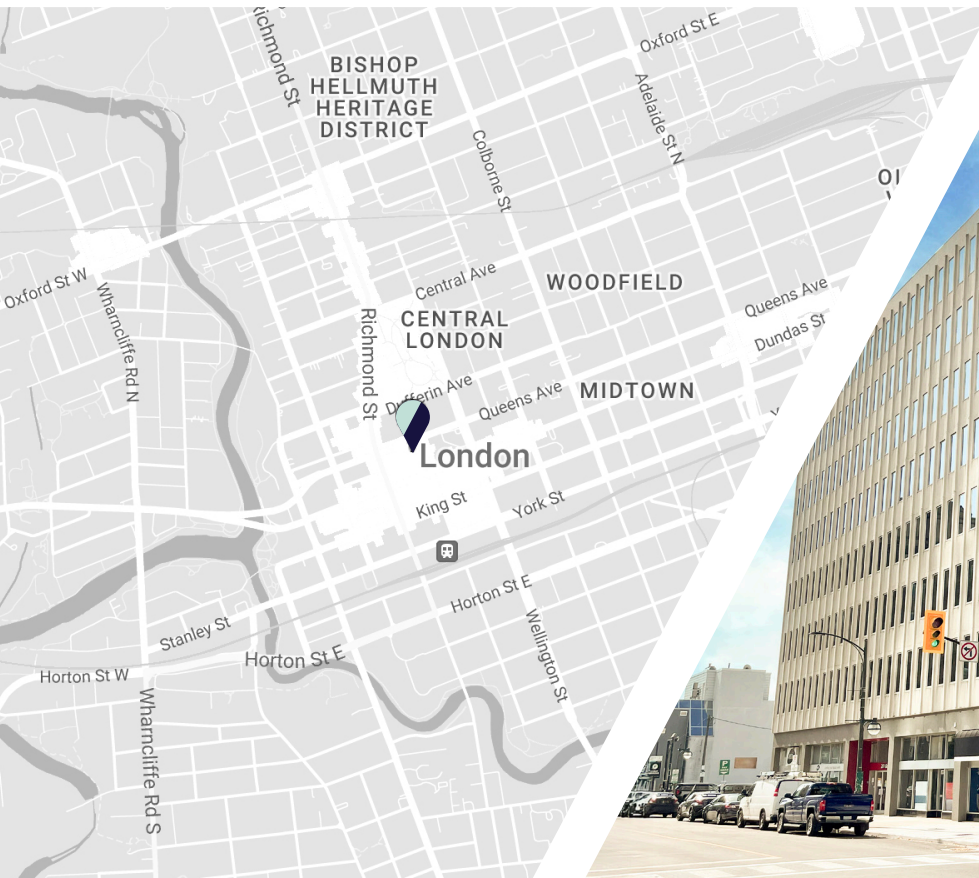 Richmond St
Oxford St E
BISHOP
HELLMUTH
HERITAGE
DISTRICT
Adelaide St N
Colborne St
Oxford St W
Central Ave
WOODFIELD
Wharncliffe Rd N
Queens Ave
Richmond St
CENTRAL
LONDON
Dundas St
Dufferin Ave
Queens Ave
MIDTOWN
London
King St
York St
Horton St E
Stanley St
Wellington St
Horton St E
Horton St W
Wharncliffe Rd S
P